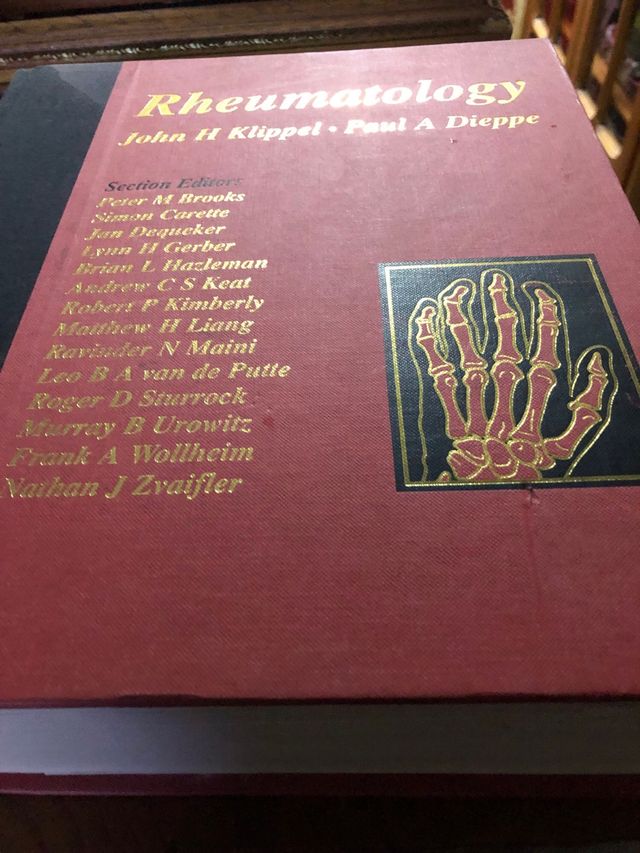 Rheumatology
John H Klippel • Paul A Dieppe
Section Editors
Peter M Brooks
Simon Carette
Jan Dequeker
Lynn H Gerber
Brian L Hazleman
Andrew C S Keat
Robert P Kimberly
Matthew H Liang
Ravinder N Maini
Leo B A van de Putte
Roger D Sturrock
Murray B Urowitz
Frank A Wollheim
Nathan J Zvaifler